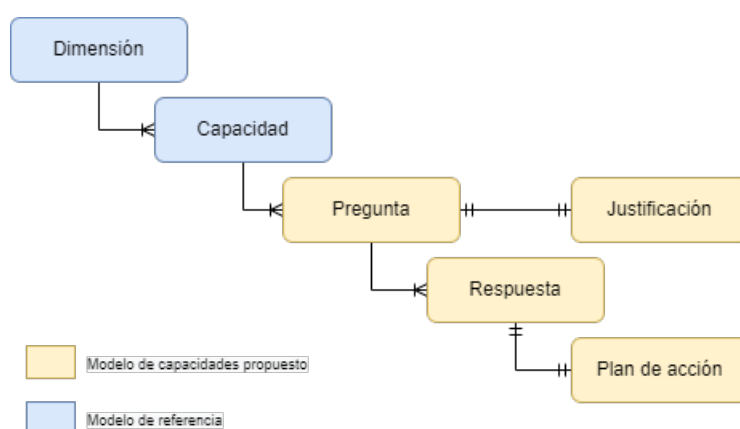 Dimensión
Capacidad
Pregunta
Justificación
Respuesta
Plan de acción
Modelo de capacidades propuesto
Modelo de referencia